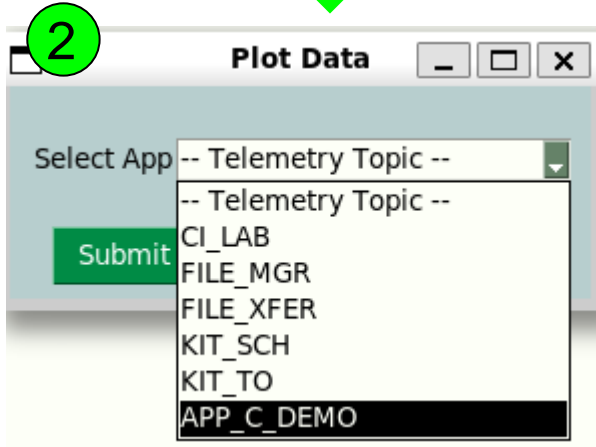 2
Plot Data
Select App -- Telemetry Topic --
-- Telemetry Topic --
CI_LAB
Submit
FILE_MGR
FILE_XFER
KIT_SCH
KIT_TO
APP_C_DEMO